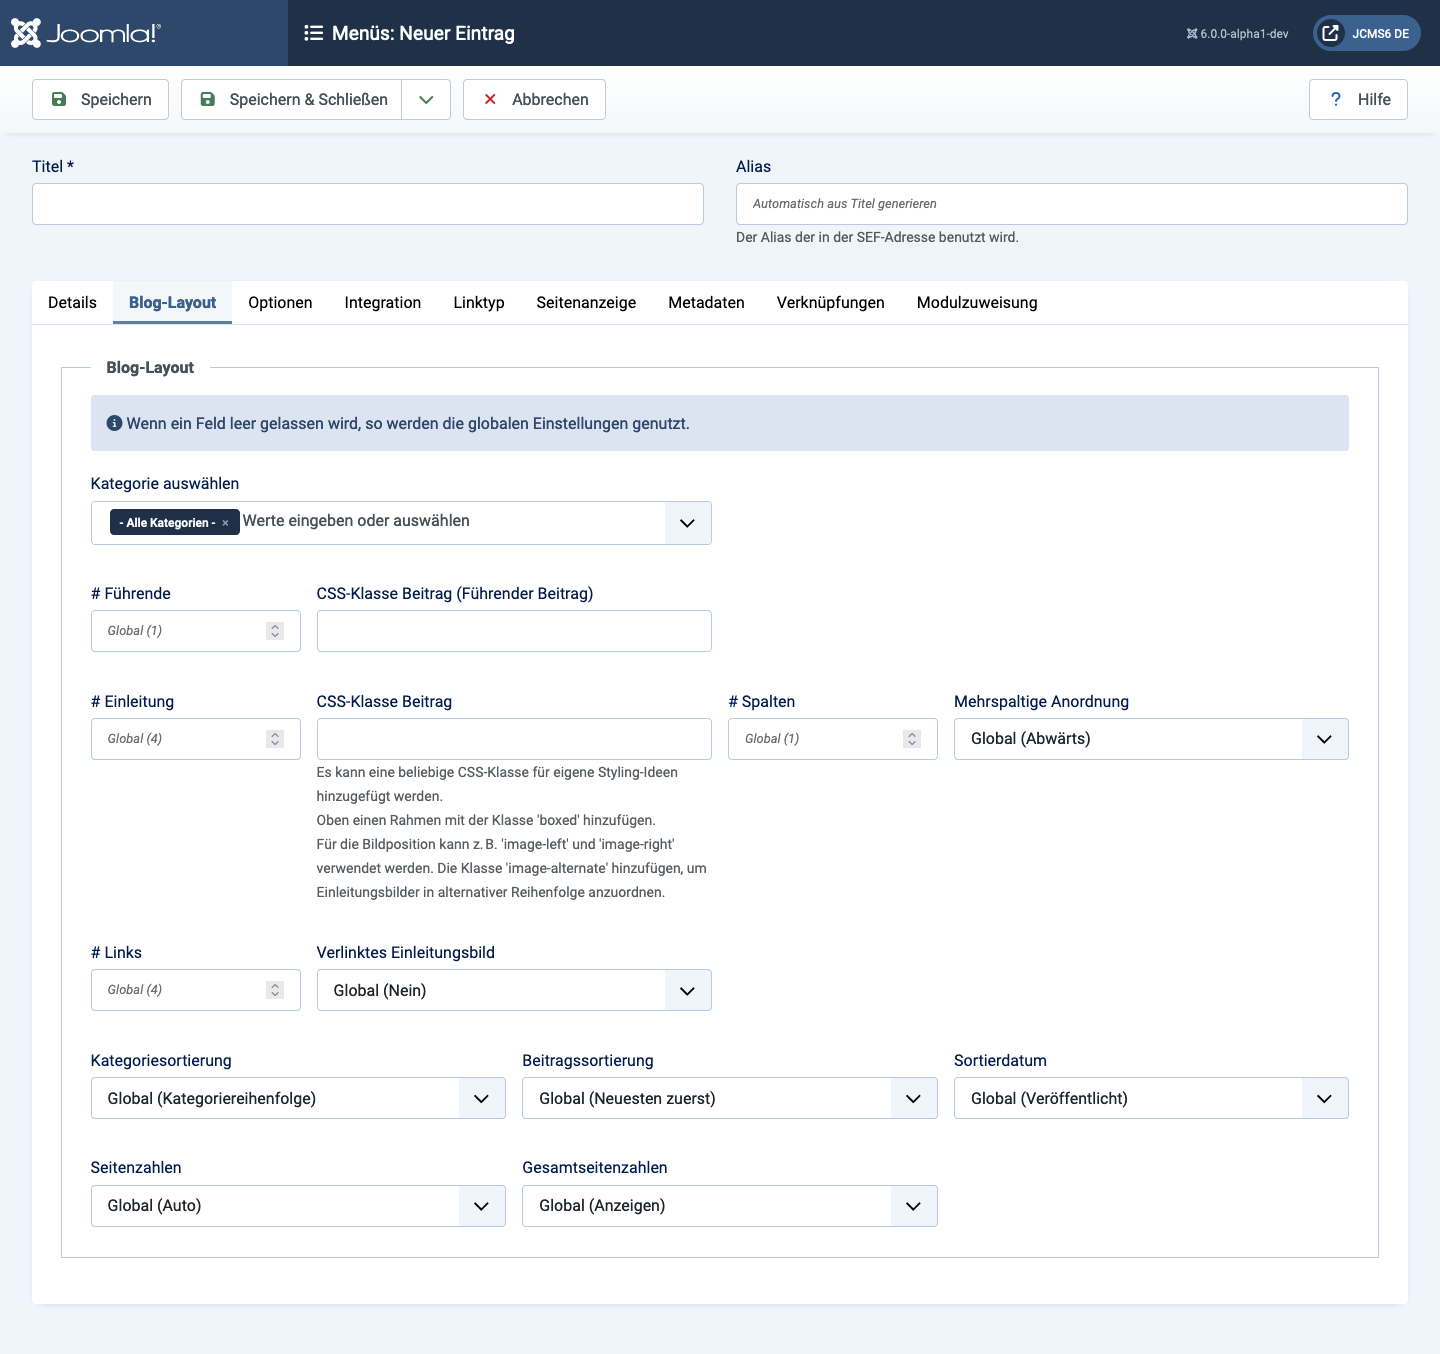 Joomla!®
Menüs: Neuer Eintrag
6.0.0-alpha1-dev
JCMS6 DE
Speichern
Speichern & Schließen
Abbrechen
? Hilfe
Titel *
Alias
Automatisch aus Titel generieren
Der Alias der in der SEF-Adresse benutzt wird.
Details
Blog-Layout
Optionen
Integration
Linktyp
Seitenanzeige
Metadaten
Verknüpfungen
Modulzuweisung
Blog-Layout
Wenn ein Feld leer gelassen wird, so werden die globalen Einstellungen genutzt.
Kategorie auswählen
- Alle Kategorien - × Werte eingeben oder auswählen
# Führende
CSS-Klasse Beitrag (Führender Beitrag)
Global (1)
# Einleitung
CSS-Klasse Beitrag
# Spalten
Mehrspaltige Anordnung
Global (4)
Global (1)
Global (Abwärts)
Es kann eine beliebige CSS-Klasse für eigene Styling-Ideen
hinzugefügt werden.
Oben einen Rahmen mit der Klasse 'boxed' hinzufügen.
Für die Bildposition kann z. B. 'image-left' und 'image-right'
verwendet werden. Die Klasse 'image-alternate' hinzufügen, um
Einleitungsbilder in alternativer Reihenfolge anzuordnen.
# Links
Verlinktes Einleitungsbild
Global (4)
Global (Nein)
Kategoriesortierung
Beitragssortierung
Sortierdatum
Global (Kategoriereihenfolge)
Global (Neuesten zuerst)
Global (Veröffentlicht)
Seitenzahlen
Gesamtseitenzahlen
Global (Auto)
Global (Anzeigen)